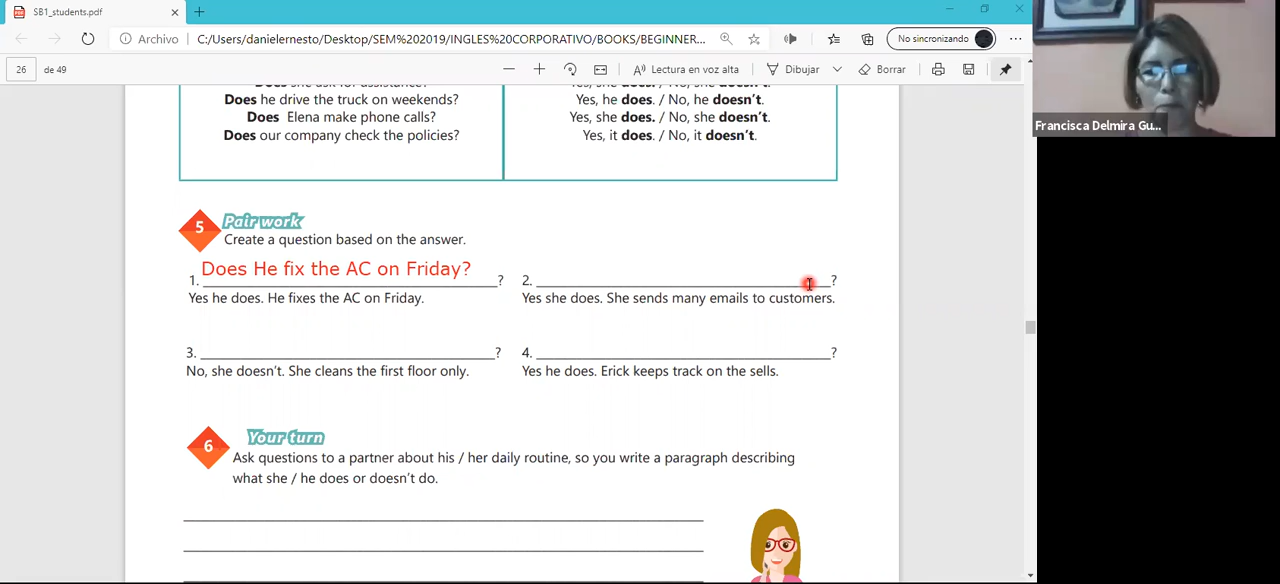 SB1_students.pdf
Archivo
C:/Users/danielernesto/Desktop/SEM%202019/INGLES%20CORPORATIVO/BOOKS/BEGINNER...
No sincronizando
26
de 49
Lectura en voz alta
Dibujar
Borrar
Francisca Delmira Gu...
Does he drive the truck on weekends?
Yes, he does. / No, he doesn't.
Does Elena make phone calls?
Yes, she does. / No, she doesn't.
Does our company check the policies?
Yes, it does. / No, it doesn't.
5
Pair work
Create a question based on the answer.
1. Does He fix the AC on Friday? ?
Yes he does. He fixes the AC on Friday.
2. ?
Yes she does. She sends many emails to customers.
3. ?
No, she doesn't. She cleans the first floor only.
4. ?
Yes he does. Erick keeps track on the sells.
6
Your turn
Ask questions to a partner about his / her daily routine, so you write a paragraph describing
what she / he does or doesn't do.